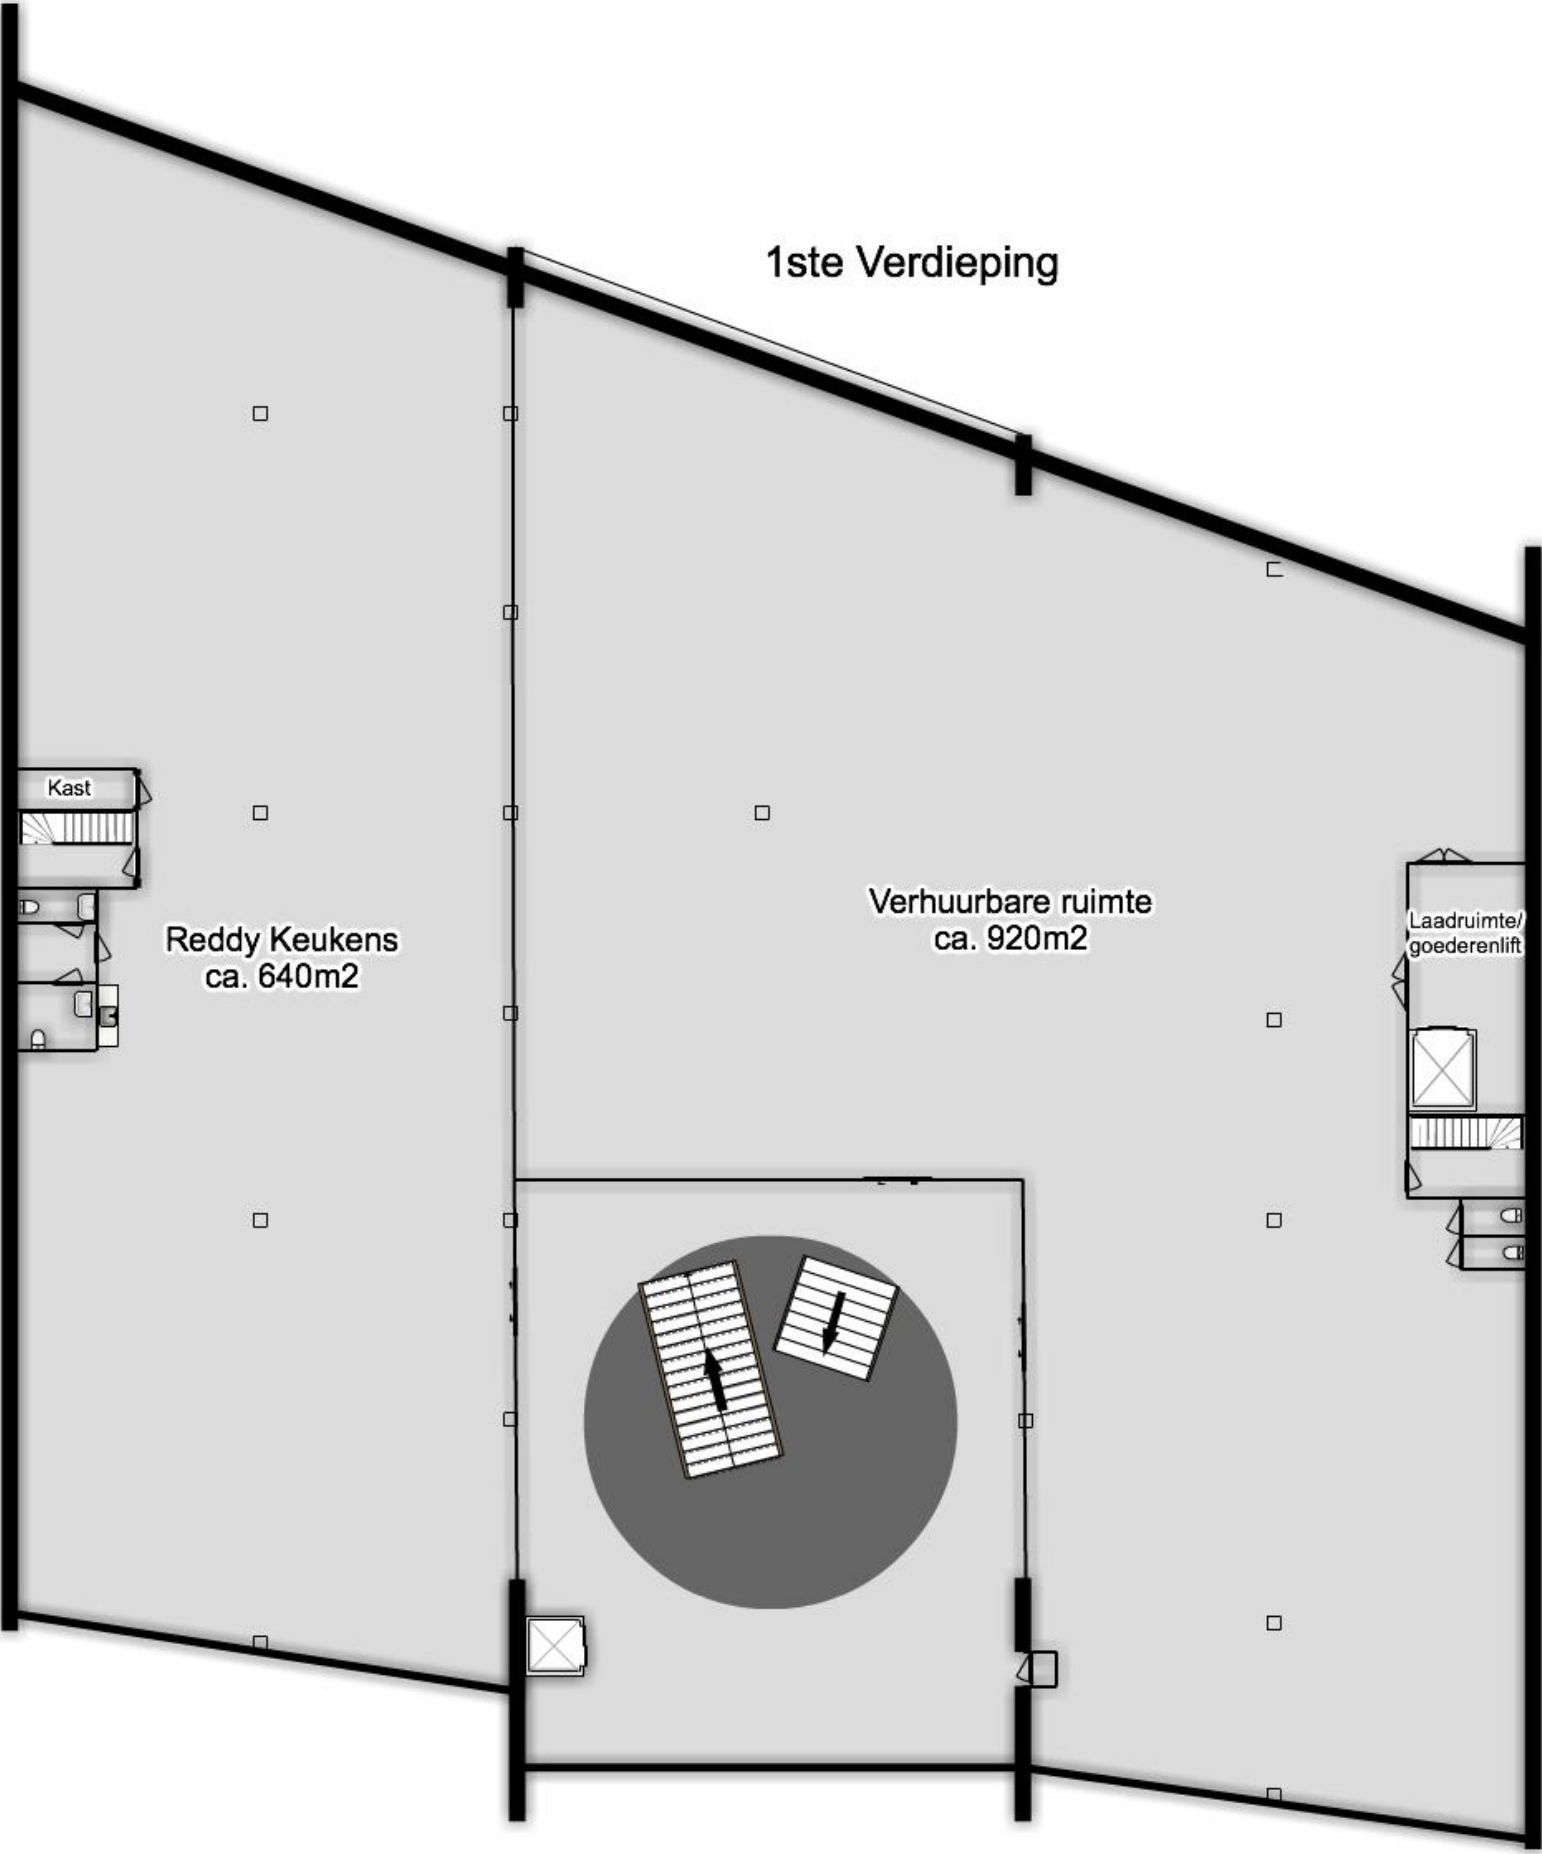 1ste Verdieping
Kast
Reddy Keukens
ca. 640m2
Verhuurbare ruimte
ca. 920m2
Laadruimte/
goederenlift